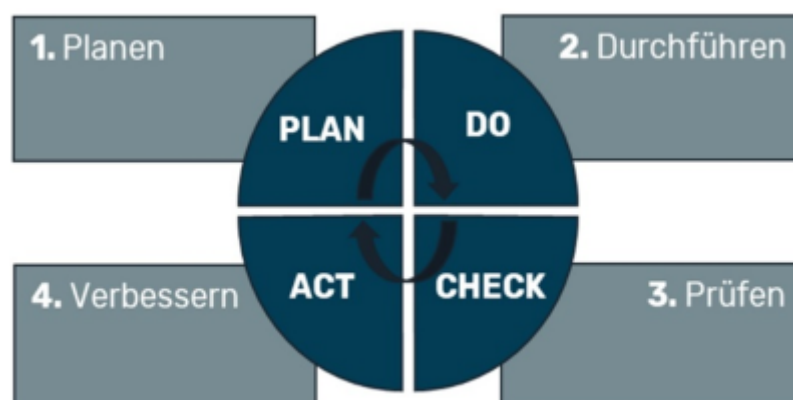 1. Planen
2. Durchführen
PLAN
DO
ACT
CHECK
4. Verbessern
3. Prüfen